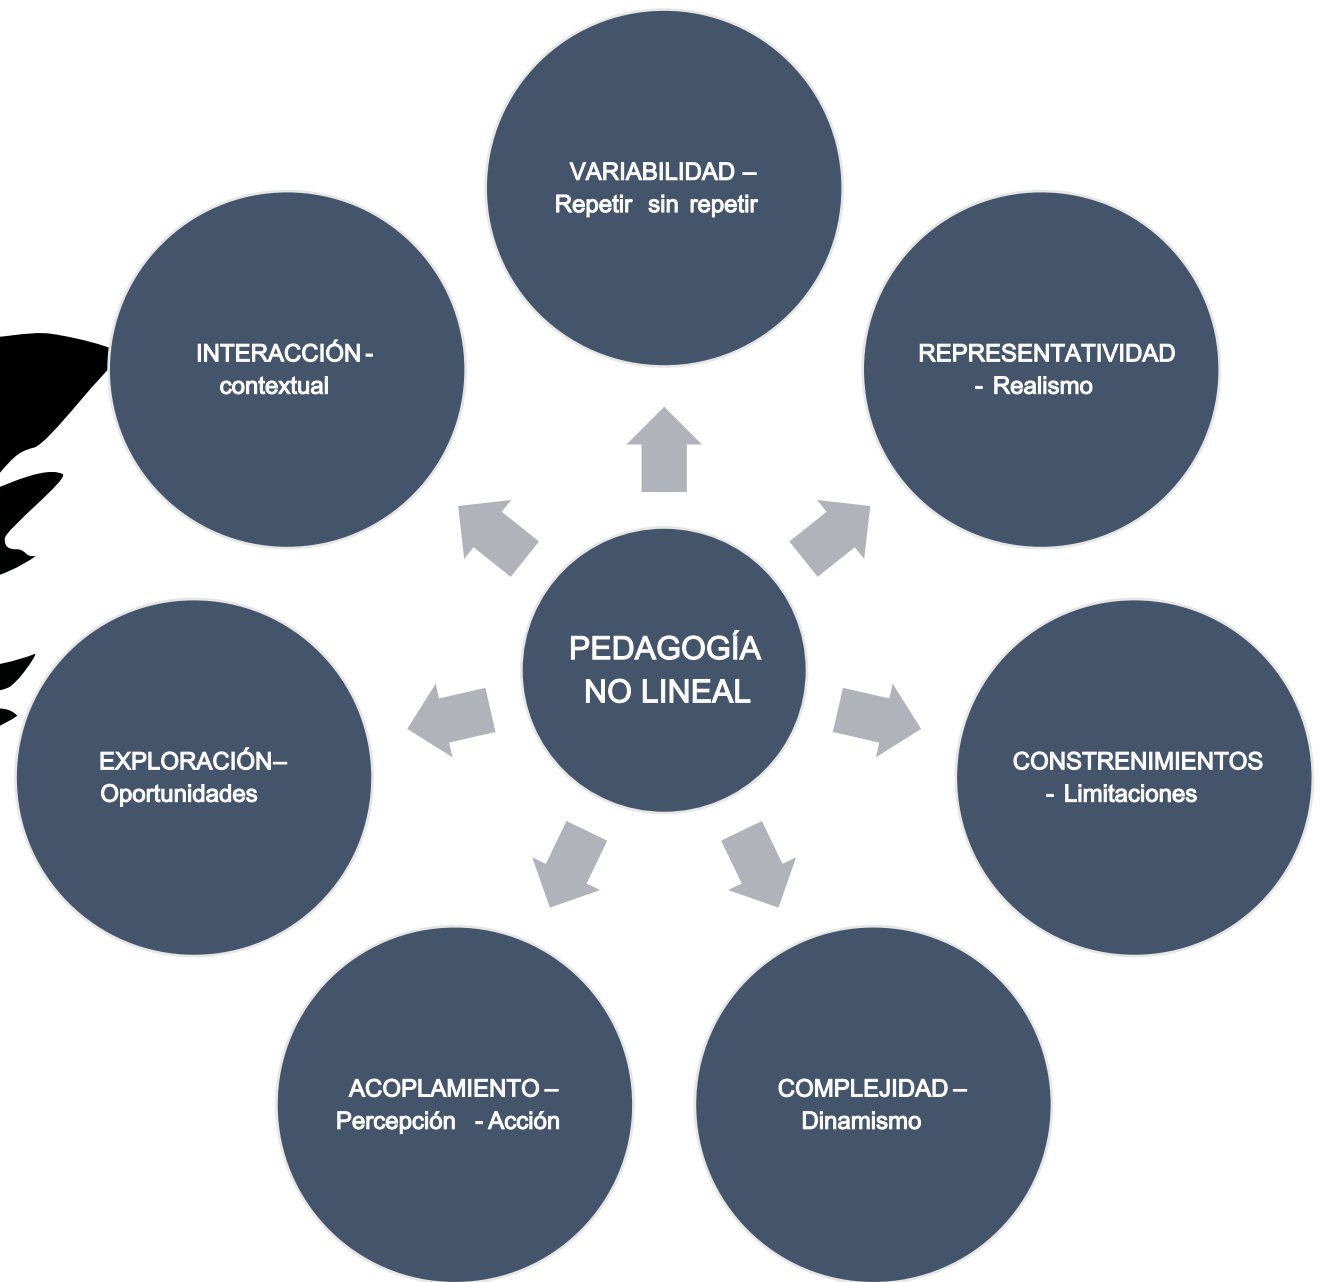 VARIABILIDAD –
Repetir sin repetir
INTERACCIÓN -
contextual
REPRESENTATIVIDAD
- Realismo
PEDAGOGÍA
NO LINEAL
EXPLORACIÓN–
Oportunidades
CONSTRENIMIENTOS
- Limitaciones
ACOPLAMIENTO –
Percepción - Acción
COMPLEJIDAD –
Dinamismo